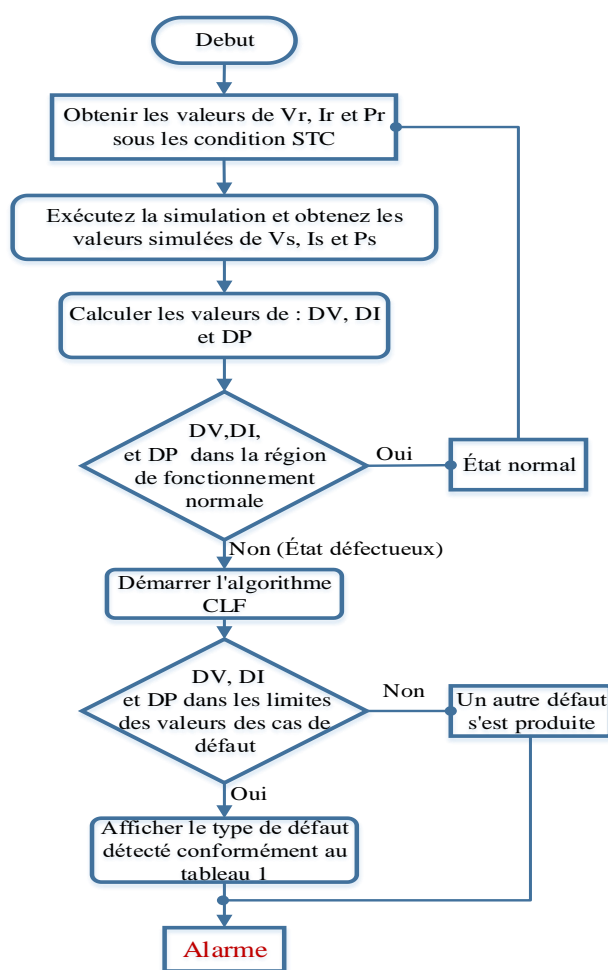 Debut
Obtenir les valeurs de Vr, Ir et Pr
sous les condition STC
Exécutez la simulation et obtenez les
valeurs simulées de Vs, Is et Ps
Calculer les valeurs de : DV, DI
et DP
DV,DI,
et DP dans la région
de fonctionnement
normale
Oui
État normal
Non (État défectueux)
Démarrer l'algorithme
CLF
DV, DI
et DP dans les limites
des valeurs des cas de
défaut
Non
Un autre défaut
s'est produite
Oui
Afficher le type de défaut
détecté conformément au
tableau 1
Alarme